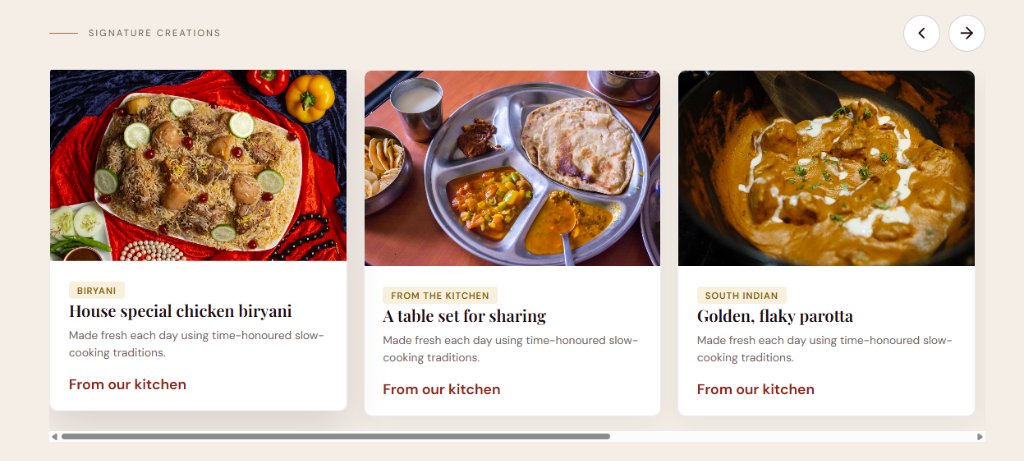 SIGNATURE CREATIONS
BIRYANI
House special chicken biryani
Made fresh each day using time-honoured slow-
cooking traditions.
From our kitchen
FROM THE KITCHEN
A table set for sharing
Made fresh each day using time-honoured slow-
cooking traditions.
From our kitchen
SOUTH INDIAN
Golden, flaky parotta
Made fresh each day using time-honoured slow-
cooking traditions.
From our kitchen